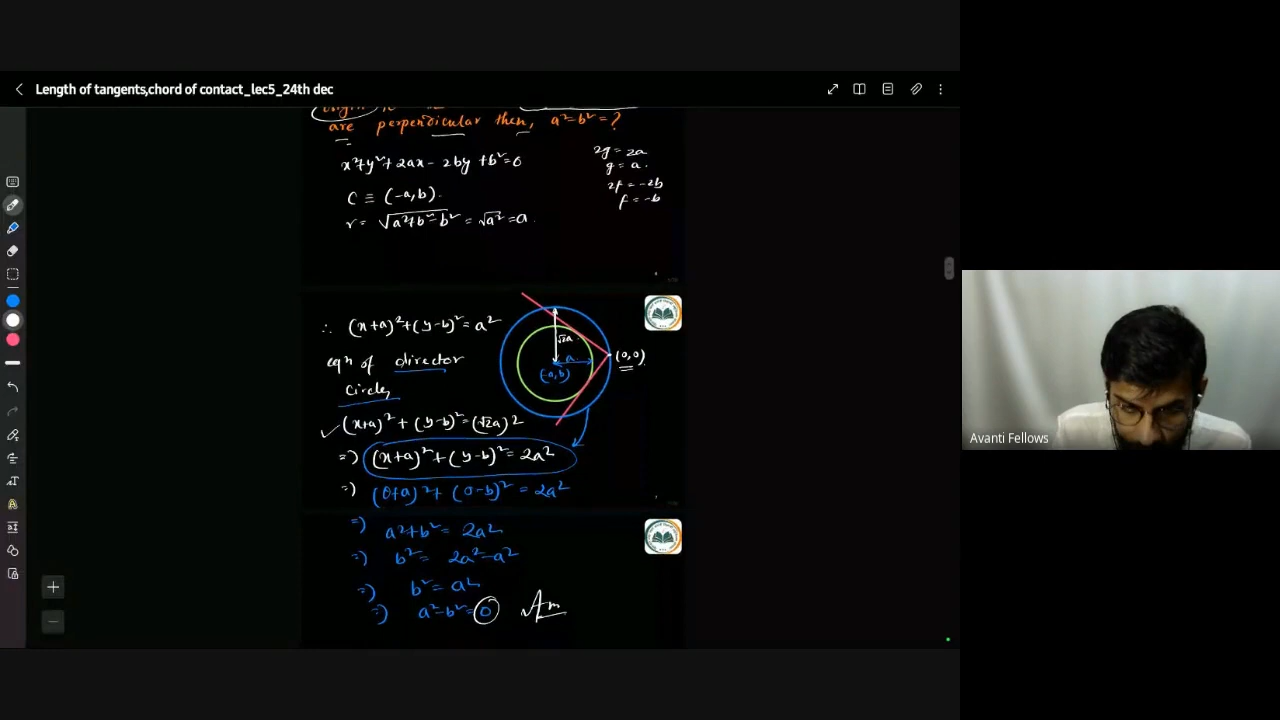 Length of tangents,chord of contact_lec5_24th dec
are perpendicular then, a²-b²=?
x²+y²+2ax-2by+b²=0
C ≡ (-a,b).
r = √a²+b²-b² = √a² = a.
2g = 2a
g = a.
2f = -2b
f = -b
∴ (x+a)²+(y-b)²=a²
eqn of director
Circle,
√2a
a.
(-a,b)
(0,0)
(x+a)²+(y-b)²=(√2a)2
=) (x+a)²+(y-b)²=2a²
=) (0+a)²+(0-b)²=2a²
=) a²+b²=2a²
=) b²=2a²-a²
=) b²=a²
=) a²-b²=0 Ans
Avanti Fellows